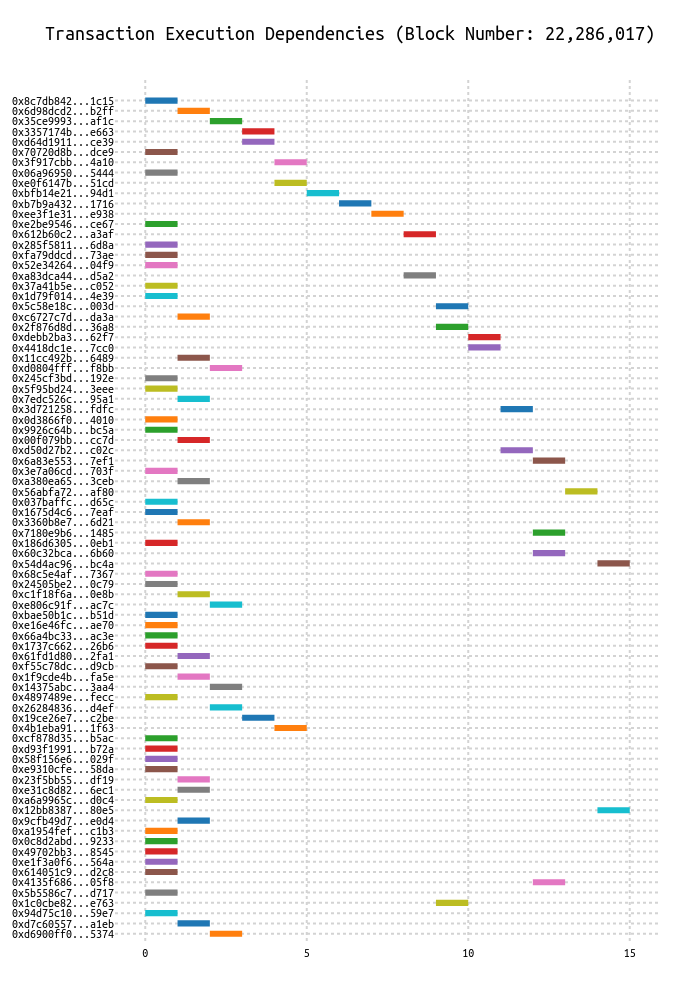 Transaction Execution Dependencies (Block Number: 22,286,017)
0x8c7db842...1c15
0x6d98dcd2...b2ff
0x35ce9993...af1c
0x3357174b...e663
0xd64d1911...ce39
0x70720d8b...dce9
0x3f917cbb...4a10
0x06a96950...5444
0xe0f6147b...51cd
0xbfb14e21...94d1
0xb7b9a432...1716
0xee3f1e31...e938
0xe2be9546...ce67
0x612b60c2...a3af
0x285f5811...6d8a
0xfa79ddcd...73ae
0x52e34264...04f9
0xa83dca44...d5a2
0x37a41b5e...c052
0x1d79f014...4e39
0x5c58e18c...003d
0xc6727c7d...da3a
0x2f876d8d...36a8
0xdebb2ba3...62f7
0x4418dc1e...7cc0
0x11cc492b...6489
0xd0804fff...f8bb
0x245cf3bd...192e
0x5f95bd24...3eee
0x7edc526c...95a1
0x3d721258...fdfc
0x0d3866f0...4010
0x9926c64b...bc5a
0x00f079bb...cc7d
0xd50d27b2...c02c
0x6a83e553...7ef1
0x3e7a06cd...703f
0xa380ea65...3ceb
0x56abfa72...af80
0x037baffc...d65c
0x1675d4c6...7eaf
0x3360b8e7...6d21
0x7180e9b6...1485
0x186d6305...0eb1
0x60c32bca...6b60
0x54d4ac96...bc4a
0x68c5e4af...7367
0x24505be2...0c79
0xc1f18f6a...0e8b
0xe806c91f...ac7c
0xbae50b1c...b51d
0xe16e46fc...ae70
0x66a4bc33...ac3e
0x1737c662...26b6
0x61fd1d80...2fa1
0xf55c78dc...d9cb
0x1f9cde4b...fa5e
0x14375abc...3aa4
0x4897489e...fecc
0x26284836...d4ef
0x19ce26e7...c2be
0x4b1eba91...1f63
0xcf878d35...b5ac
0xd93f1991...b72a
0x58f156e6...029f
0xe9310cfe...58da
0x23f5bb55...df19
0xe31c8d82...6ec1
0xa6a9965c...d0c4
0x12bb8387...80e5
0x9cfb49d7...e0d4
0xa1954fef...c1b3
0x0c8d2abd...9233
0x49702bb3...8545
0xe1f3a0f6...564a
0x614051c9...d2c8
0x4135f686...05f8
0x5b5586c7...d717
0x1c0cbe82...e763
0x94d75c10...59e7
0xd7c60557...a1eb
0xd6900ff0...5374
0 5 10 15